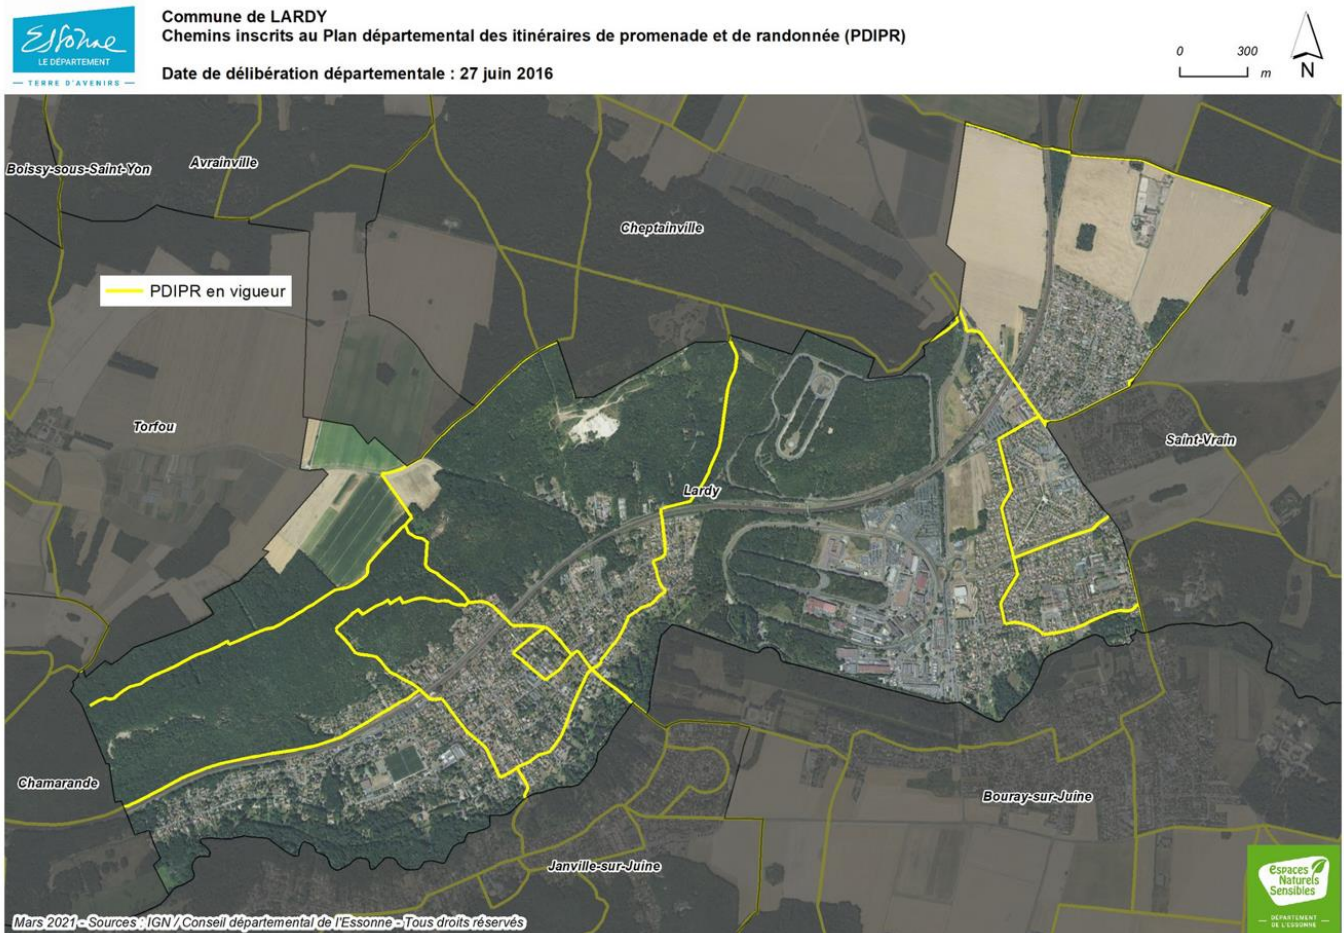 Essonne
LE DÉPARTEMENT
TERRE D'AVENIRS
Commune de LARDY
Chemins inscrits au Plan départemental des itinéraires de promenade et de randonnée (PDIPR)
Date de délibération départementale : 27 juin 2016
0 300
m
N
Boissy-sous-Saint-Yon
Avrainville
Cheptainville
PDIPR en vigueur
Torfou
Saint-Vrain
Lardy
Chamarande
Bouray-sur-Juine
Janville-sur-Juine
Espaces
Naturels
Sensibles
DÉPARTEMENT
DE L'ESSONNE
Mars 2021 - Sources : IGN / Conseil départemental de l'Essonne - Tous droits réservés